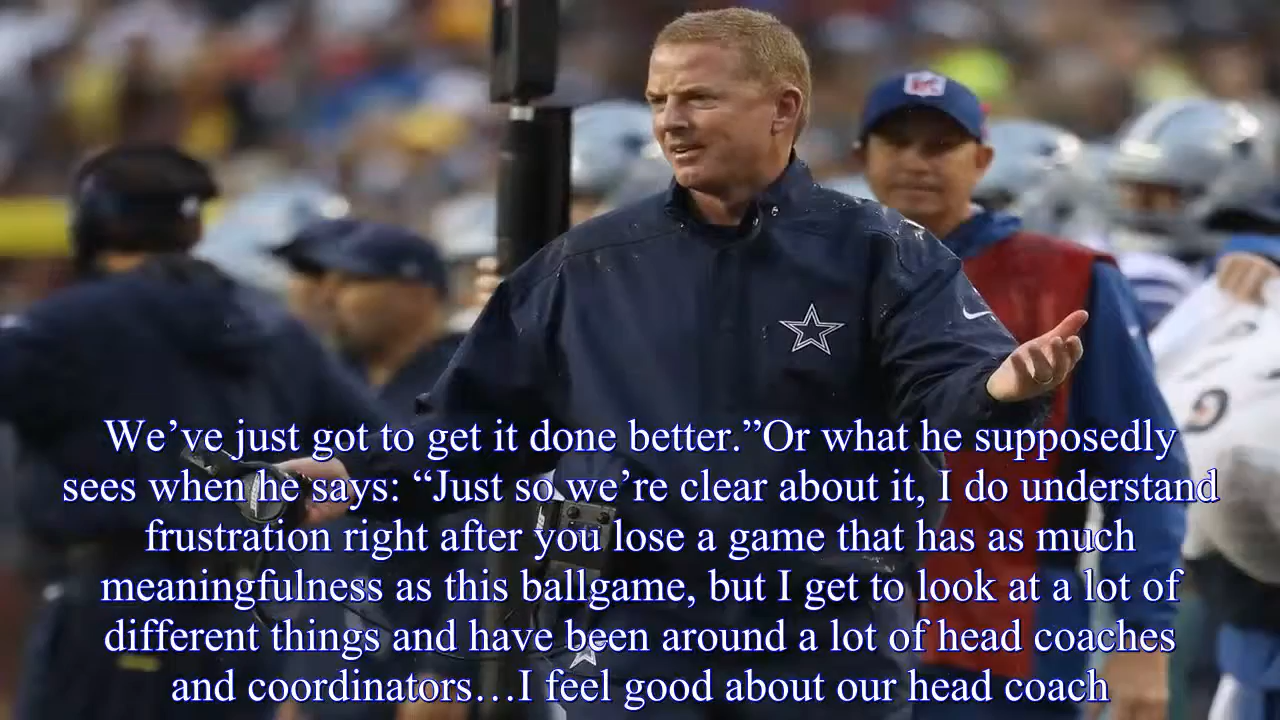 We’ve just got to get it done better.”Or what he supposedly
sees when he says: “Just so we’re clear about it, I do understand
frustration right after you lose a game that has as much
meaningfulness as this ballgame, but I get to look at a lot of
different things and have been around a lot of head coaches
and coordinators…I feel good about our head coach